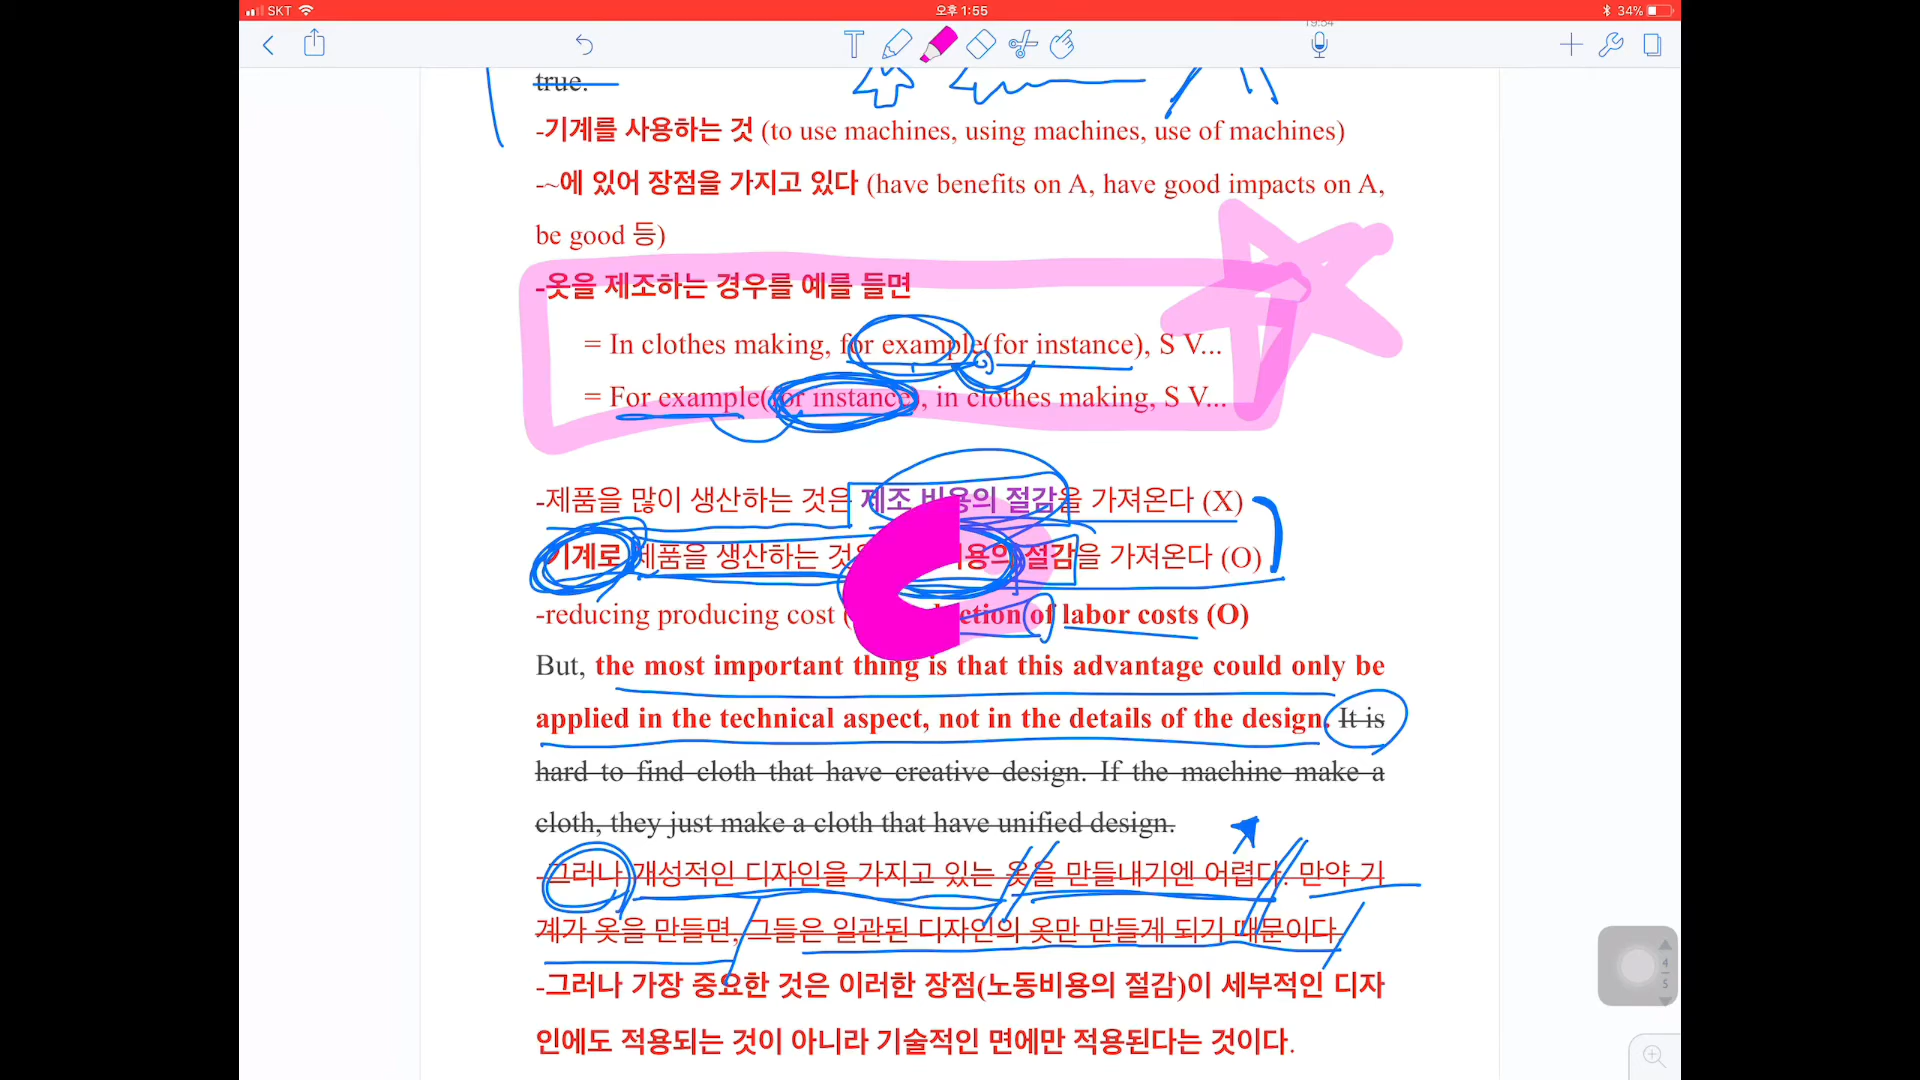 SKT 오후 1:55 34%
19:54
T
true.
-기계를 사용하는 것 (to use machines, using machines, use of machines)
-~에 있어 장점을 가지고 있다 (have benefits on A, have good impacts on A,
be good 등)
-옷을 제조하는 경우를 예를 들면
= In clothes making, for example(for instance), S V...
= For example(for instance), in clothes making, S V...
-제품을 많이 생산하는 것은 제조 비용의 절감을 가져온다 (X)
기계로 제품을 생산하는 것 비용의 절감을 가져온다 (O)
-reducing producing cost of labor costs (O)
But, the most important thing is that this advantage could only be
applied in the technical aspect, not in the details of the design. It is
hard to find cloth that have creative design. If the machine make a
cloth, they just make a cloth that have unified design.
-그러나 개성적인 디자인을 가지고 있는 옷을 만들내기엔 어렵다. 만약 기
계가 옷을 만들면, 그들은 일관된 디자인의 옷만 만들게 되기 때문이다.
-그러나 가장 중요한 것은 이러한 장점(노동비용의 절감)이 세부적인 디자
인에도 적용되는 것이 아니라 기술적인 면에만 적용된다는 것이다.
4
5